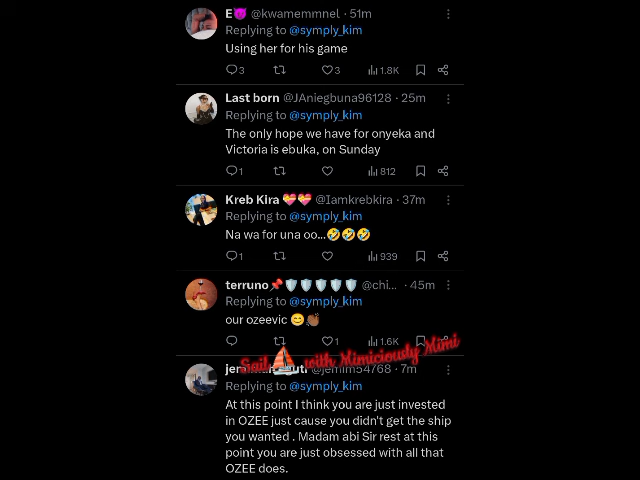 E😈 @kwamemmnel · 51m
Replying to @symply_kim
Using her for his game
3 3 1.8K
Last born @JAniegbuna96128 · 25m
Replying to @symply_kim
The only hope we have for onyeka and
Victoria is ebuka, on Sunday
1 812
Kreb Kira 💝💝 @Iamkrebkira · 37m
Replying to @symply_kim
Na wa for una oo...🤣🤣🤣
1 939
terruno📌🛡️🛡️🛡️🛡️🛡️ @chi... · 45m
Replying to @symply_kim
our ozeevic 😊👏🏾
1 1.6K
Sail ⛵ with Mimiciously Mimi
@jemim54768 · 7m
Replying to @symply_kim
At this point I think you are just invested
in OZEE just cause you didn't get the ship
you wanted . Madam abi Sir rest at this
point you are just obsessed with all that
OZEE does.